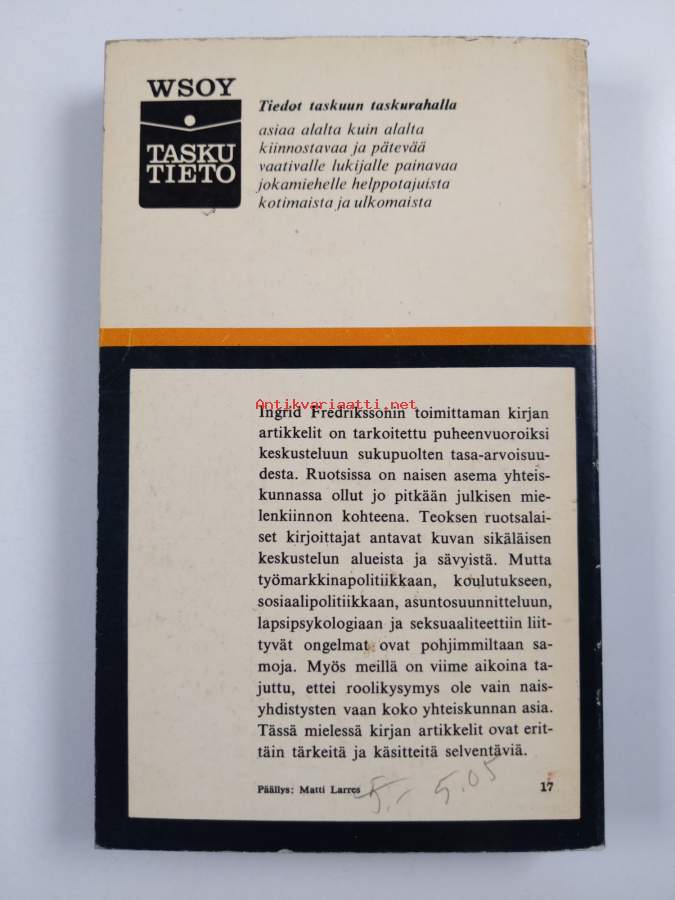 WSOY
TASKU
TIETO
Tiedot taskuun taskurahalla
asiaa alalta kuin alalta
kiinnostavaa ja pätevää
vaativalle lukijalle painavaa
jokamiehelle helppotajuista
kotimaista ja ulkomaista
Antikvariaatti.net
Ingrid Fredrikssonin toimittaman kirjan
artikkelit on tarkoitettu puheenvuoroiksi
keskusteluun sukupuolten tasa-arvoisuu-
desta. Ruotsissa on naisen asema yhteis-
kunnassa ollut jo pitkään julkisen mie-
lenkiinnon kohteena. Teoksen ruotsalai-
set kirjoittajat antavat kuvan sikäläisen
keskustelun alueista ja sävyistä. Mutta
työmarkkinapolitiikkaan, koulutukseen,
sosiaalipolitiikkaan, asuntosuunnitteluun,
lapsipsykologiaan ja seksuaaliteettiin liit-
tyvät ongelmat ovat pohjimmiltaan sa-
moja. Myös meillä on viime aikoina ta-
juttu, ettei roolikysymys ole vain nais-
yhdistysten vaan koko yhteiskunnan asia.
Tässä mielessä kirjan artikkelit ovat erit-
täin tärkeitä ja käsitteitä selventäviä.
Päällys: Matti Larres
5.- 5.05
17